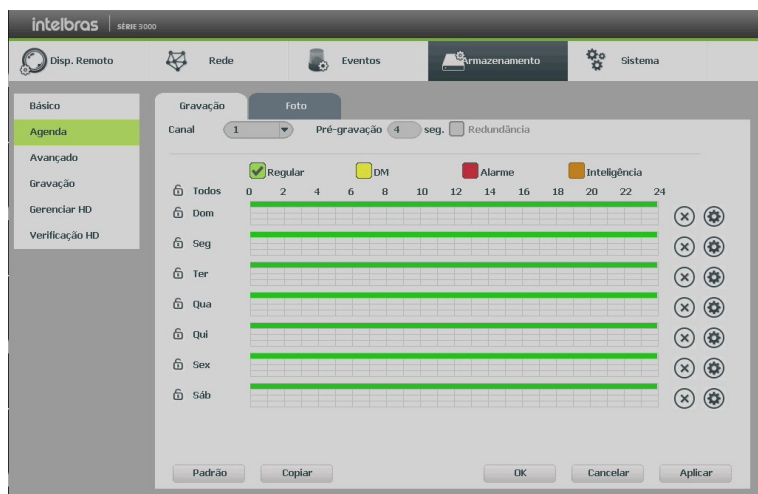 intelbras SÉRIE 3000
Disp. Remoto Rede Eventos Armazenamento Sistema
Básico
Agenda
Avançado
Gravação
Gerenciar HD
Verificação HD
Gravação Foto
Canal 1 Pré-gravação 4 seg. Redundância
Regular DM Alarme Inteligência
Todos 0 2 4 6 8 10 12 14 16 18 20 22 24
Dom
Seg
Ter
Qua
Qui
Sex
Sáb
Padrão Copiar OK Cancelar Aplicar